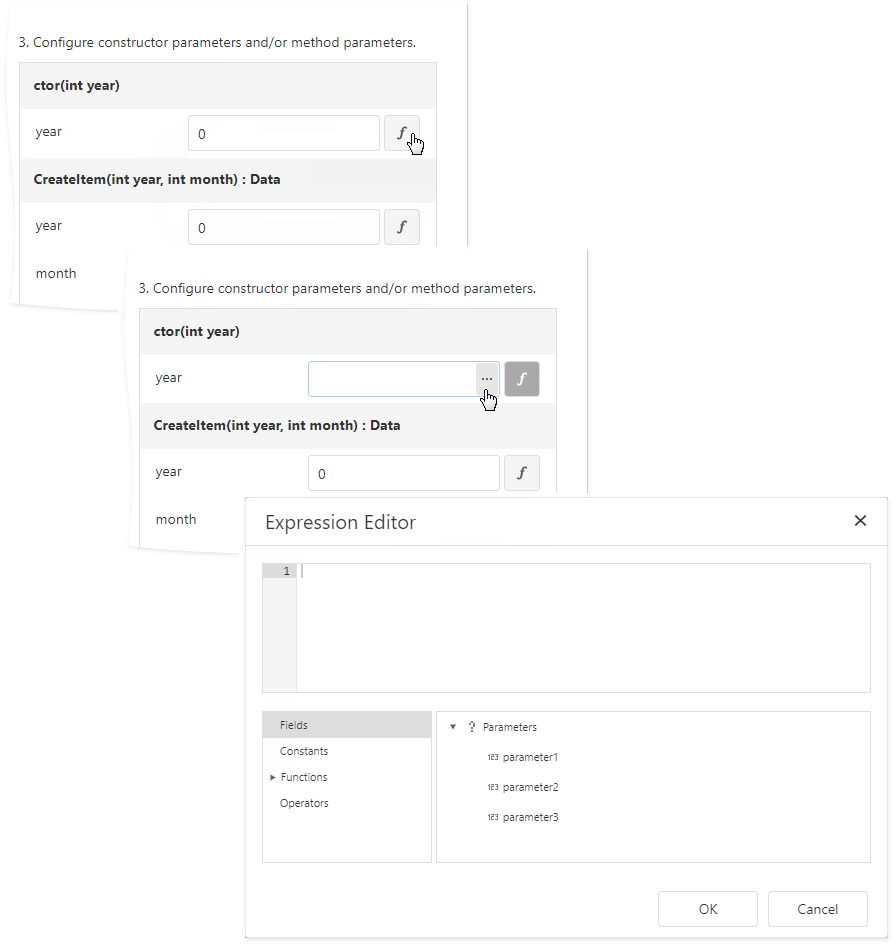 3. Configure constructor parameters and/or method parameters.
ctor(int year)
year 0 f
CreateItem(int year, int month) : Data
year 0 f
month
3. Configure constructor parameters and/or method parameters.
ctor(int year)
year ... f
CreateItem(int year, int month) : Data
year 0 f
month
Expression Editor
1
Fields
Constants
Functions
Operators
? Parameters
123 parameter1
123 parameter2
123 parameter3
OK Cancel